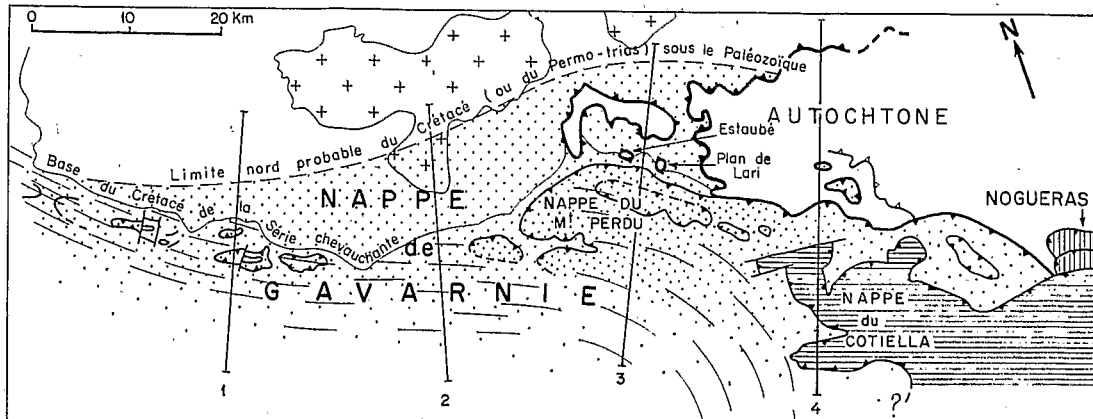 0 10 20 Km
N
Limite nord probable du Crétacé (ou du Permo-trias) sous le Paléozoïque
AUTOCHTONE
Estaubé
Plan de
Lari
Base du Crétacé de la Série chevauchante
NAPPE
de
GAVARNIE
NAPPE DU
Mt PERDU
NOGUERAS
NAPPE
du
COTIELLA
1
2
3
4
?